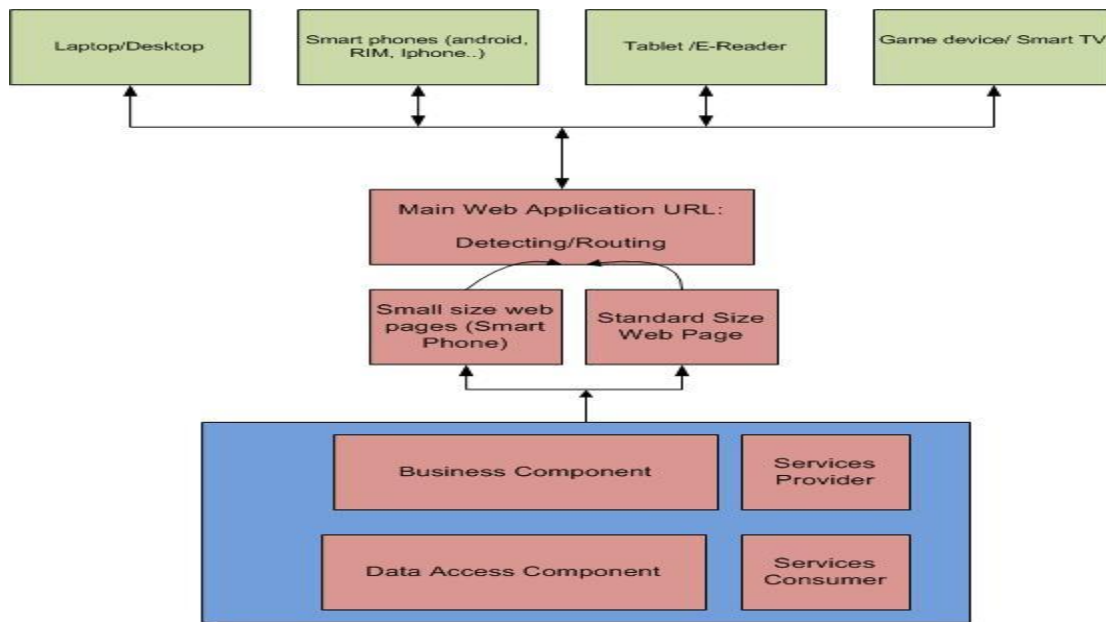 Laptop/Desktop
Smart phones (android,
RIM, Iphone..)
Tablet /E-Reader
Game device/ Smart TV
Main Web Application URL:
Detecting/Routing
Small size web
pages (Smart
Phone)
Standard Size
Web Page
Business Component
Services
Provider
Data Access Component
Services
Consumer